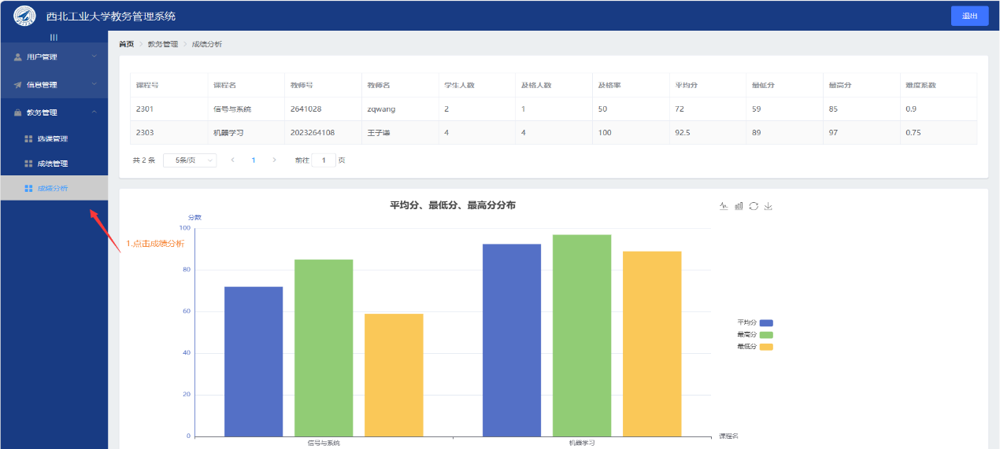 西北工业大学教务管理系统
退出
用户管理
信息管理
教务管理
选课管理
成绩管理
成绩分析
首页 > 教务管理 > 成绩分析
课程号 课程名 教师号 教师名 学生人数 及格人数 及格率 平均分 最低分 最高分 难度系数
2301 信号与系统 2641028 zqwang 2 1 50 72 59 85 0.9
2303 机器学习 2023264108 王子谦 4 4 100 92.5 89 97 0.75
共 2 条 5条/页 < 1 > 前往 1 页
平均分、最低分、最高分分布
分数
100
1.点击成绩分析
80
60
40
20
0
信号与系统 机器学习
课程名
平均分
最高分
最低分